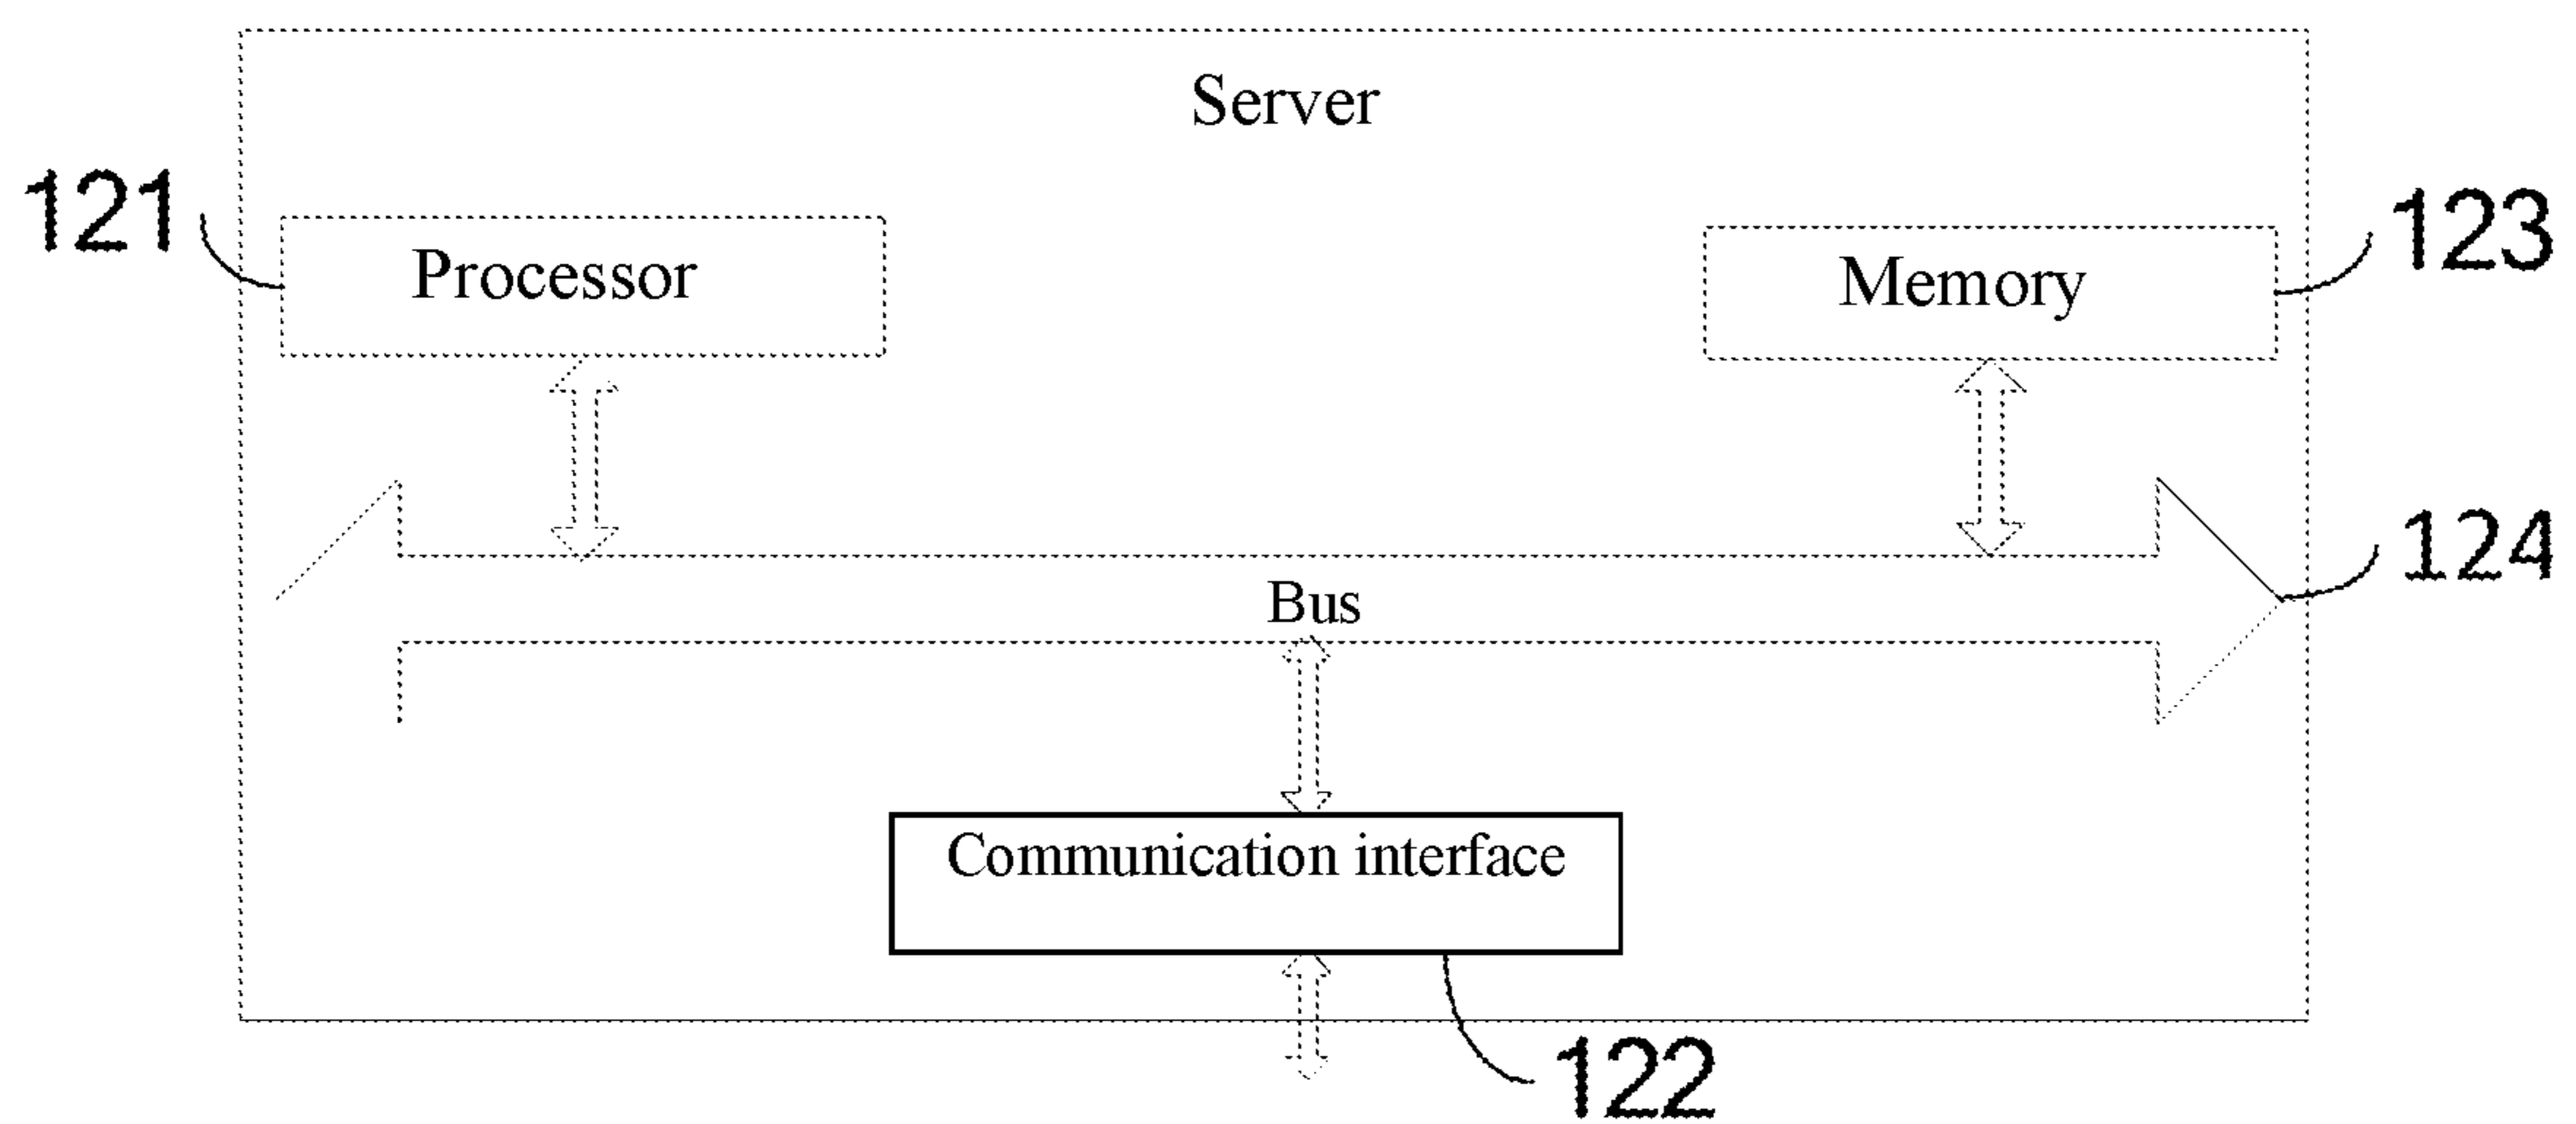 Server
121
Processor
Memory
123
Bus
124
Communication interface
122